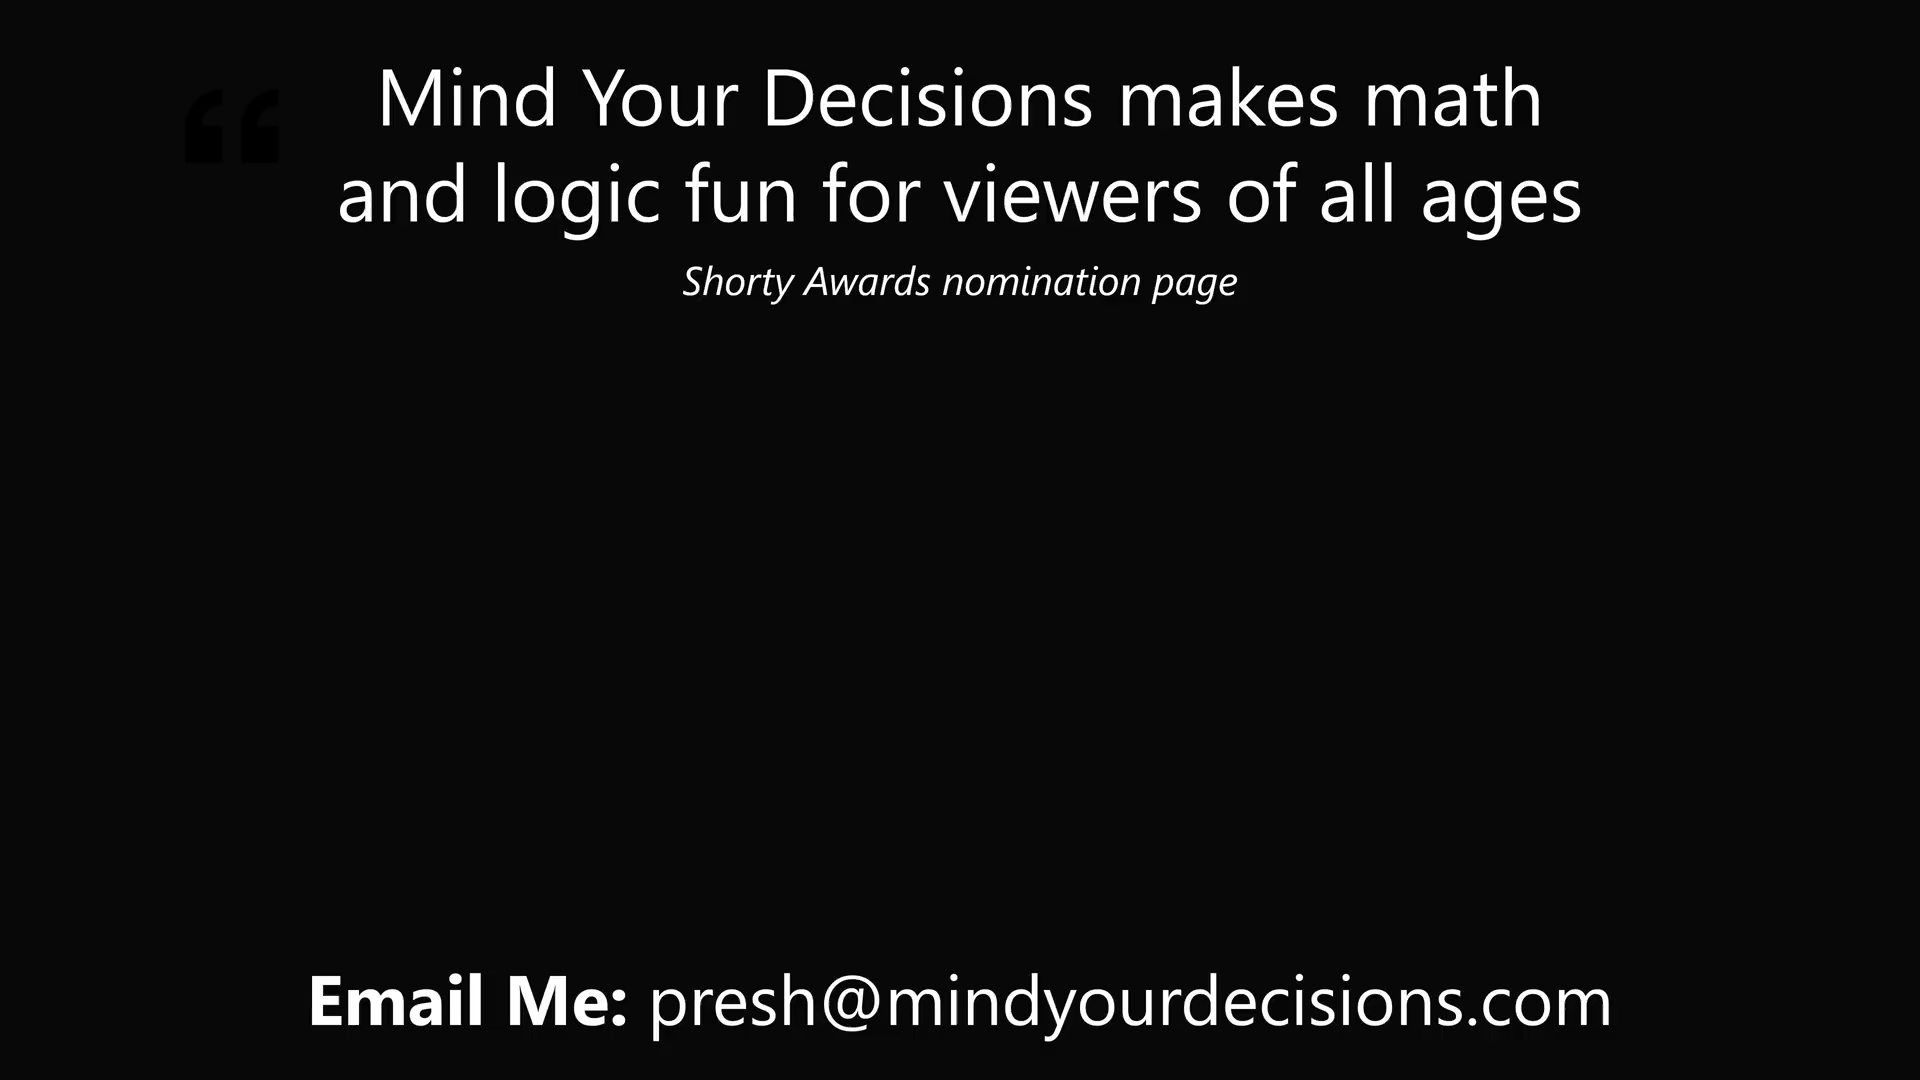 “
Mind Your Decisions makes math
and logic fun for viewers of all ages
Shorty Awards nomination page
Email Me: presh@mindyourdecisions.com